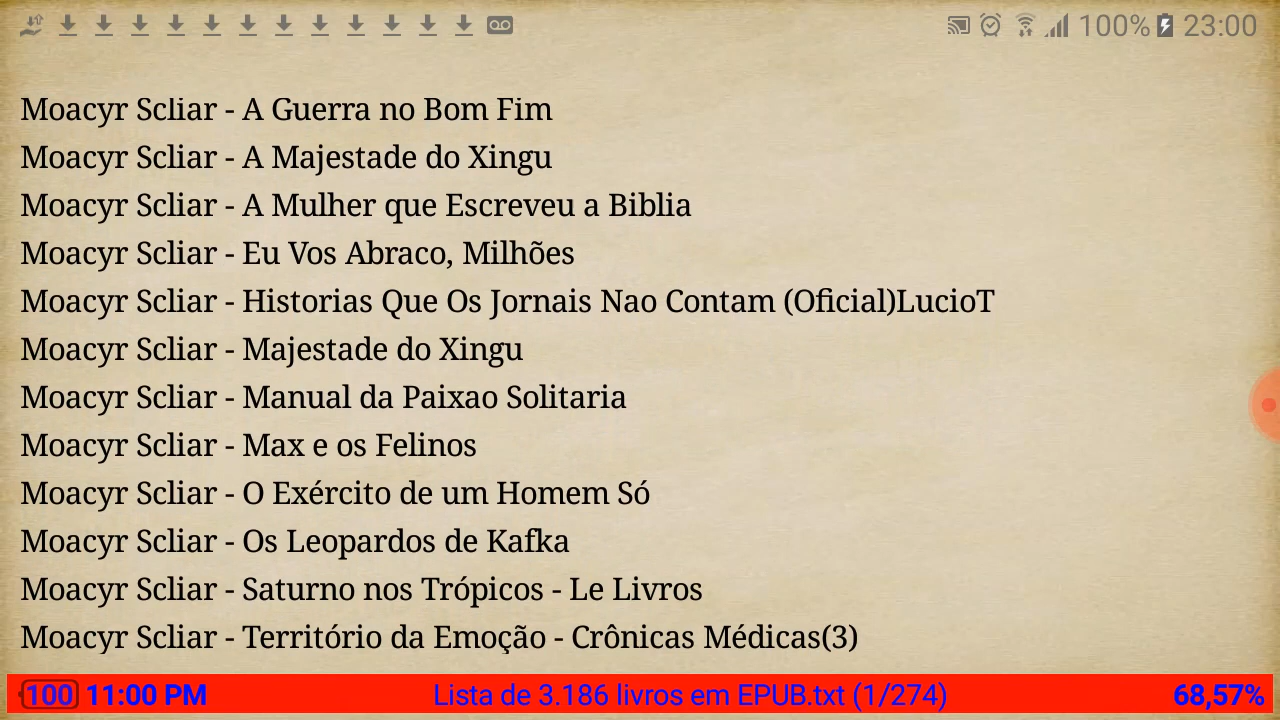 100% 23:00
Moacyr Scliar - A Guerra no Bom Fim
Moacyr Scliar - A Majestade do Xingu
Moacyr Scliar - A Mulher que Escreveu a Biblia
Moacyr Scliar - Eu Vos Abraco, Milhões
Moacyr Scliar - Historias Que Os Jornais Nao Contam (Oficial)LucioT
Moacyr Scliar - Majestade do Xingu
Moacyr Scliar - Manual da Paixao Solitaria
Moacyr Scliar - Max e os Felinos
Moacyr Scliar - O Exército de um Homem Só
Moacyr Scliar - Os Leopardos de Kafka
Moacyr Scliar - Saturno nos Trópicos - Le Livros
Moacyr Scliar - Território da Emoção - Crônicas Médicas(3)
100 11:00 PM Lista de 3.186 livros em EPUB.txt (1/274) 68,57%